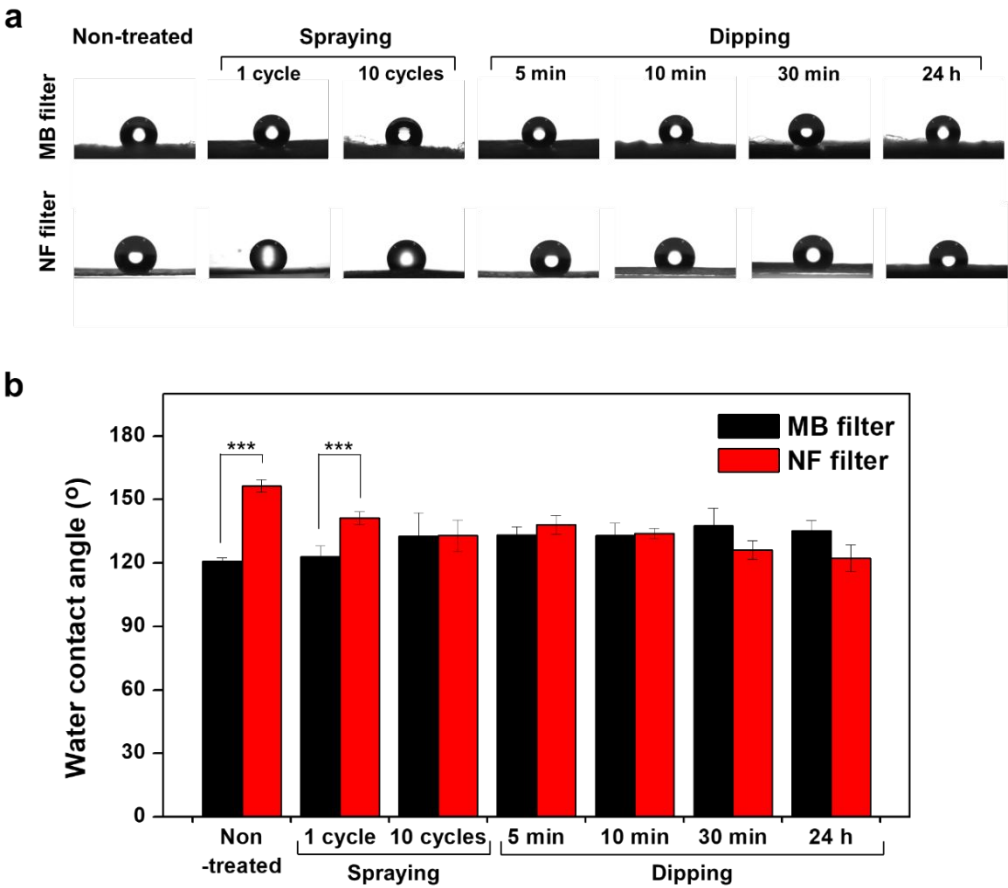 a
Non-treated Spraying Dipping
1 cycle 10 cycles 5 min 10 min 30 min 24 h
MB filter
NF filter
b
Water contact angle (º)
180
150
120
90
60
30
0
*** ***
MB filter
NF filter
Non
-treated
1 cycle 10 cycles 5 min 10 min 30 min 24 h
Spraying Dipping